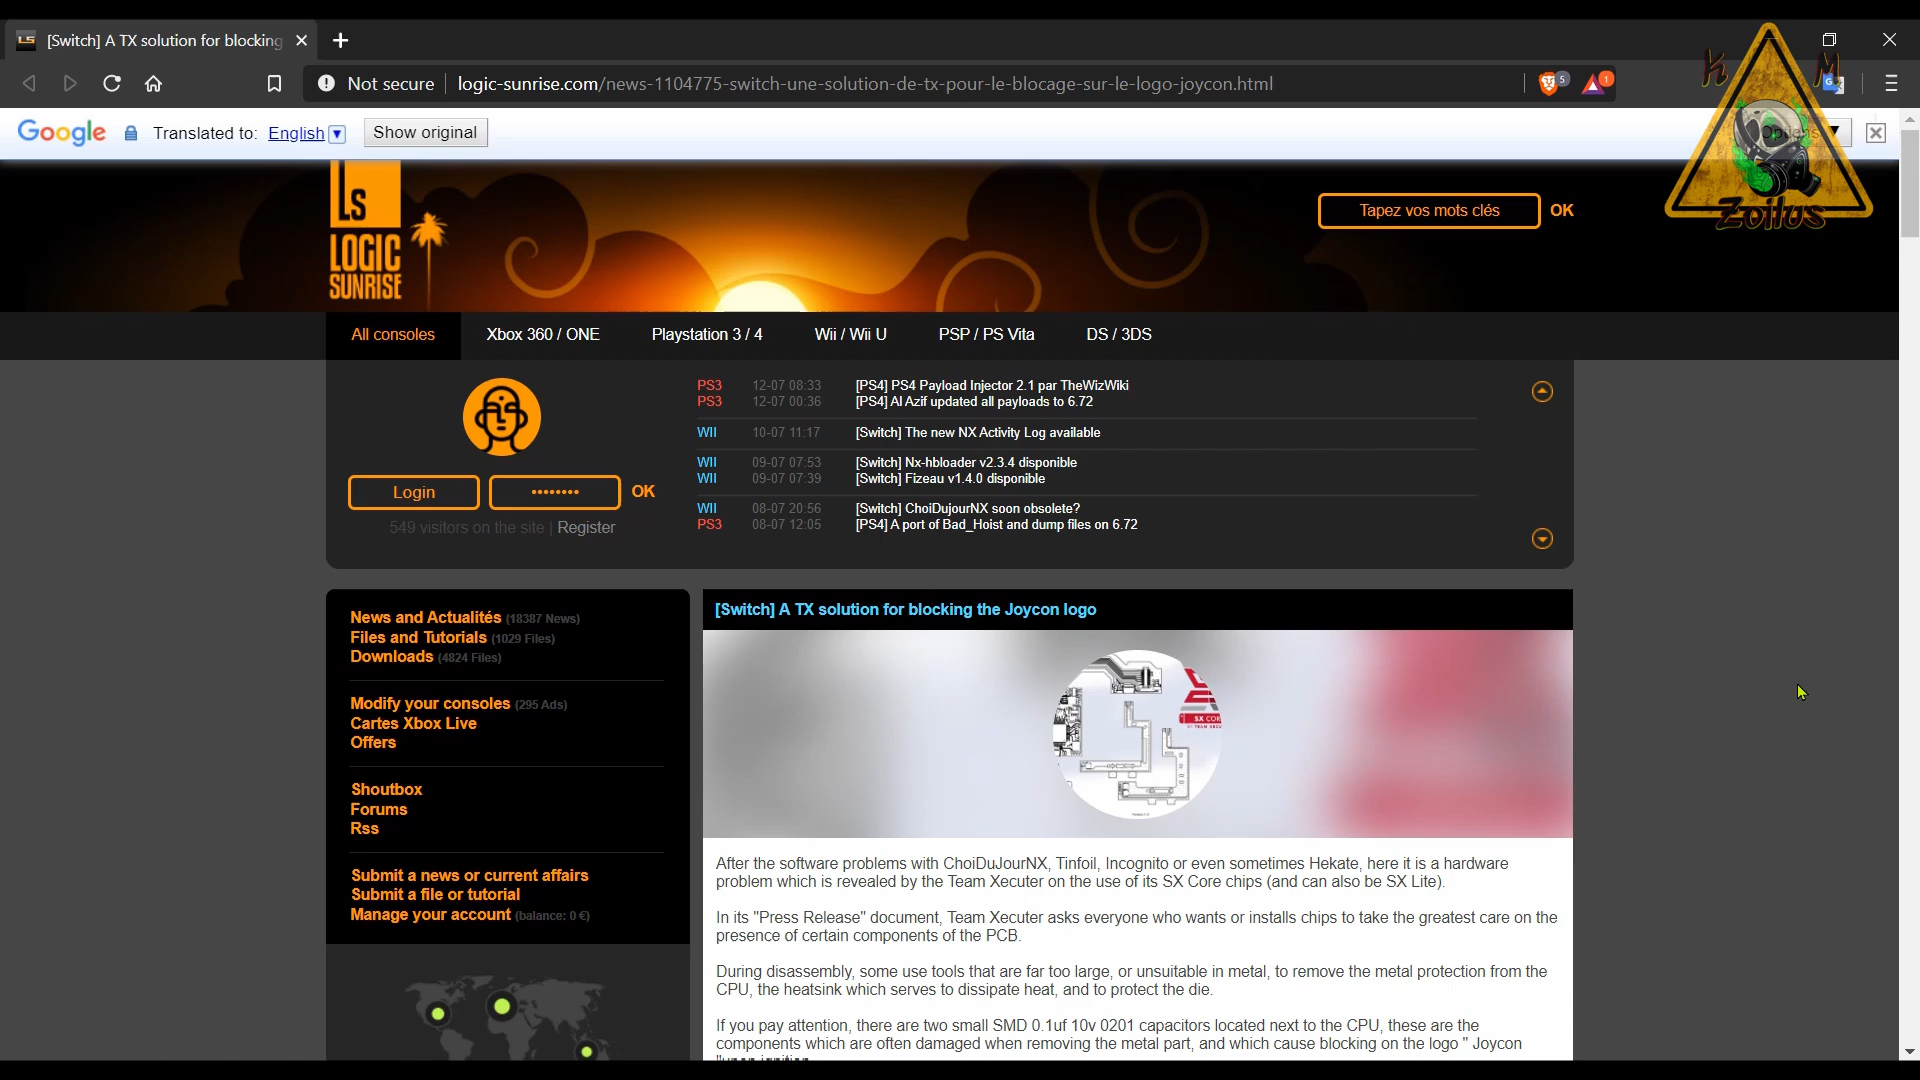 LS [Switch] A TX solution for blocking
Not secure logic-sunrise.com/news-1104775-switch-une-solution-de-tx-pour-le-blocage-sur-le-logo-joycon.html 5 1
K M
Google Translated to: English Show original Options
Zoilus
Ls
LOGIC
SUNRISE
Tapez vos mots clés OK
All consoles Xbox 360 / ONE Playstation 3 / 4 Wii / Wii U PSP / PS Vita DS / 3DS
PS3 12-07 08:33 [PS4] PS4 Payload Injector 2.1 par TheWizWiki
PS3 12-07 00:36 [PS4] Al Azif updated all payloads to 6.72
WII 10-07 11:17 [Switch] The new NX Activity Log available
WII 09-07 07:53 [Switch] Nx-hbloader v2.3.4 disponible
WII 09-07 07:39 [Switch] Fizeau v1.4.0 disponible
WII 08-07 20:56 [Switch] ChoiDujourNX soon obsolete?
PS3 08-07 12:05 [PS4] A port of Bad_Hoist and dump files on 6.72
Login •••••••• OK
549 visitors on the site | Register
News and Actualités (18387 News)
Files and Tutorials (1029 Files)
Downloads (4824 Files)
Modify your consoles (295 Ads)
Cartes Xbox Live
Offers
Shoutbox
Forums
Rss
Submit a news or current affairs
Submit a file or tutorial
Manage your account (balance: 0 €)
[Switch] A TX solution for blocking the Joycon logo
SX COR
After the software problems with ChoiDuJourNX, Tinfoil, Incognito or even sometimes Hekate, here it is a hardware
problem which is revealed by the Team Xecuter on the use of its SX Core chips (and can also be SX Lite).
In its "Press Release" document, Team Xecuter asks everyone who wants or installs chips to take the greatest care on the
presence of certain components of the PCB.
During disassembly, some use tools that are far too large, or unsuitable in metal, to remove the metal protection from the
CPU, the heatsink which serves to dissipate heat, and to protect the die.
If you pay attention, there are two small SMD 0.1uf 10v 0201 capacitors located next to the CPU, these are the
components which are often damaged when removing the metal part, and which cause blocking on the logo " Joycon